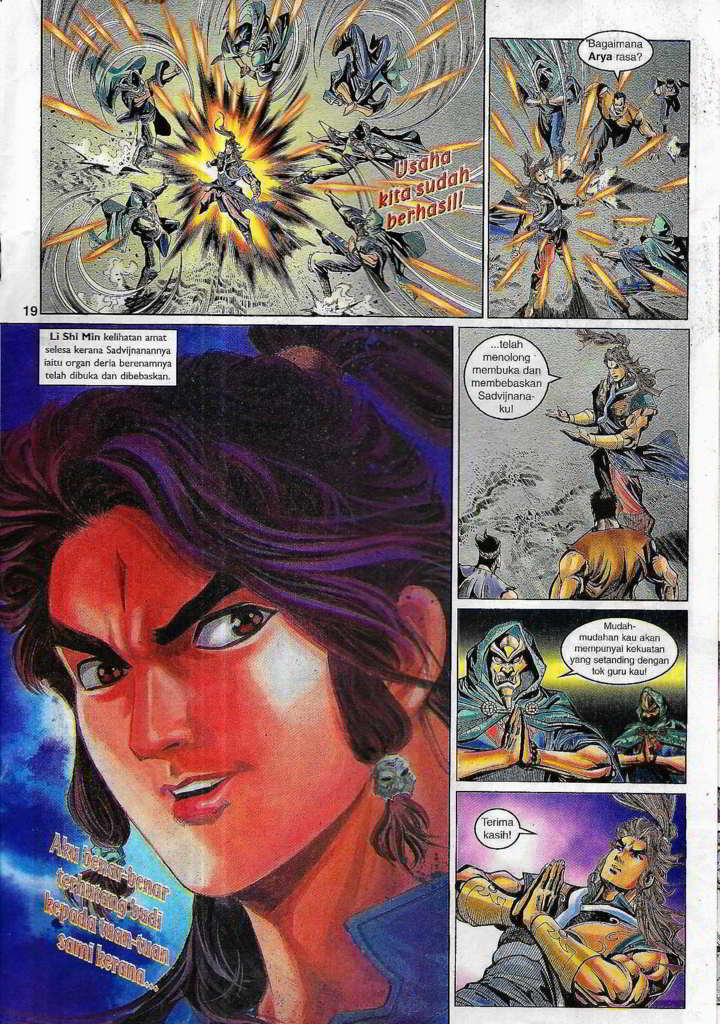 Usaha
kita sudah
berhasil!
Bagaimana
Arya rasa?
19
Li Shi Min kelihatan amat
selesa kerana Sadvijnanannya
iaitu organ deria berenamnya
telah dibuka dan dibebaskan.
Aku benar-benar
terhutang budi
kepada tuan-tuan
sami kerana...
...telah
menolong
membuka dan
membebaskan
Sadvijnana-
ku!
Mudah-
mudahan kau akan
mempunyai kekuatan
yang setanding dengan
tok guru kau!
Terima
kasih!